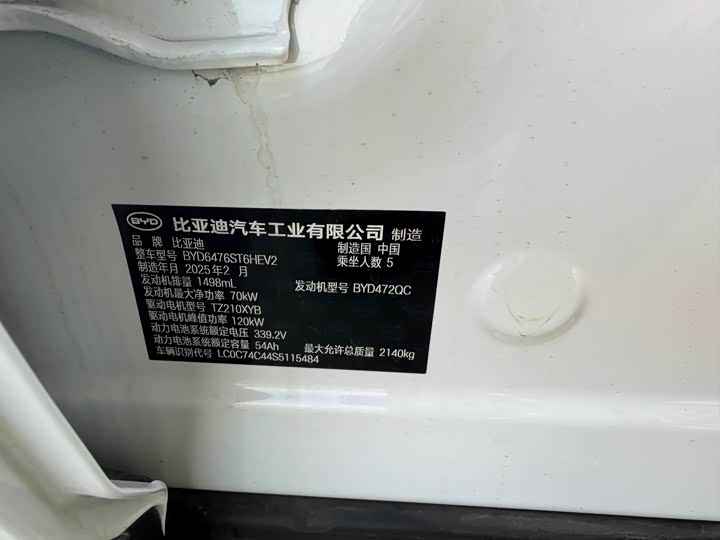 BYD 比亚迪汽车工业有限公司 制造
品 牌 比亚迪 制造国 中国
整车型号 BYD6476ST6HEV2 乘坐人数 5
制造年月 2025年2 月
发动机排量 1498mL 发动机型号 BYD472QC
发动机最大净功率 70kW
驱动电机型号 TZ210XYB
驱动电机峰值功率 120kW
动力电池系统额定电压 339.2V
动力电池系统额定容量 54Ah 最大允许总质量 2140kg
车辆识别代号 LC0C74C44S5115484